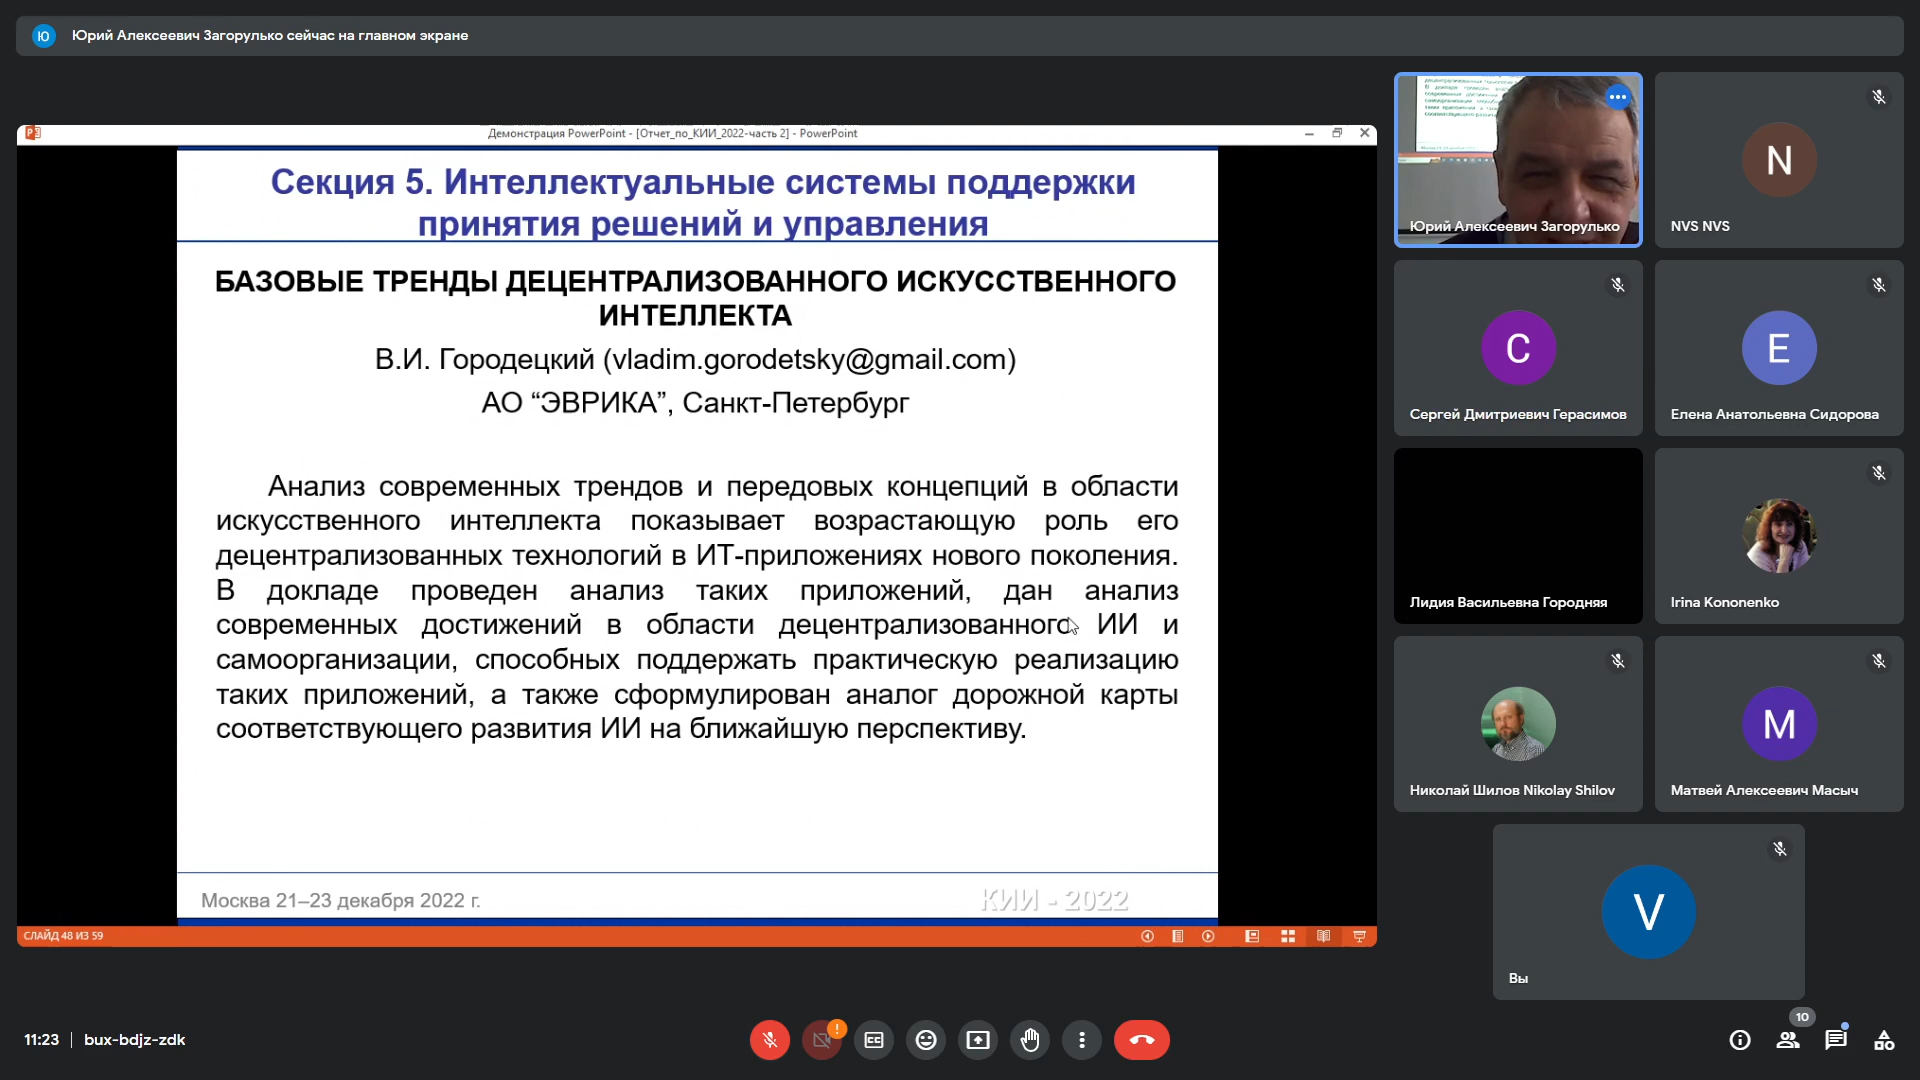 Ю Юрий Алексеевич Загорулько сейчас на главном экране
Демонстрация PowerPoint - [Отчет_по_КИИ_2022-часть 2] - PowerPoint
Секция 5. Интеллектуальные системы поддержки
принятия решений и управления
БАЗОВЫЕ ТРЕНДЫ ДЕЦЕНТРАЛИЗОВАННОГО ИСКУССТВЕННОГО
ИНТЕЛЛЕКТА
В.И. Городецкий (vladim.gorodetsky@gmail.com)
АО “ЭВРИКА”, Санкт-Петербург
Анализ современных трендов и передовых концепций в области
искусственного интеллекта показывает возрастающую роль его
децентрализованных технологий в ИТ-приложениях нового поколения.
В докладе проведен анализ таких приложений, дан анализ
современных достижений в области децентрализованного ИИ и
самоорганизации, способных поддержать практическую реализацию
таких приложений, а также сформулирован аналог дорожной карты
соответствующего развития ИИ на ближайшую перспективу.
Москва 21–23 декабря 2022 г.
КИИ - 2022
СЛАЙД 48 ИЗ 59
Юрий Алексеевич Загорулько
N
NVS NVS
С
Сергей Дмитриевич Герасимов
Е
Елена Анатольевна Сидорова
Лидия Васильевна Городняя
Irina Kononenko
Николай Шилов Nikolay Shilov
М
Матвей Алексеевич Масыч
V
Вы
11:23 | bux-bdjz-zdk
CC
10